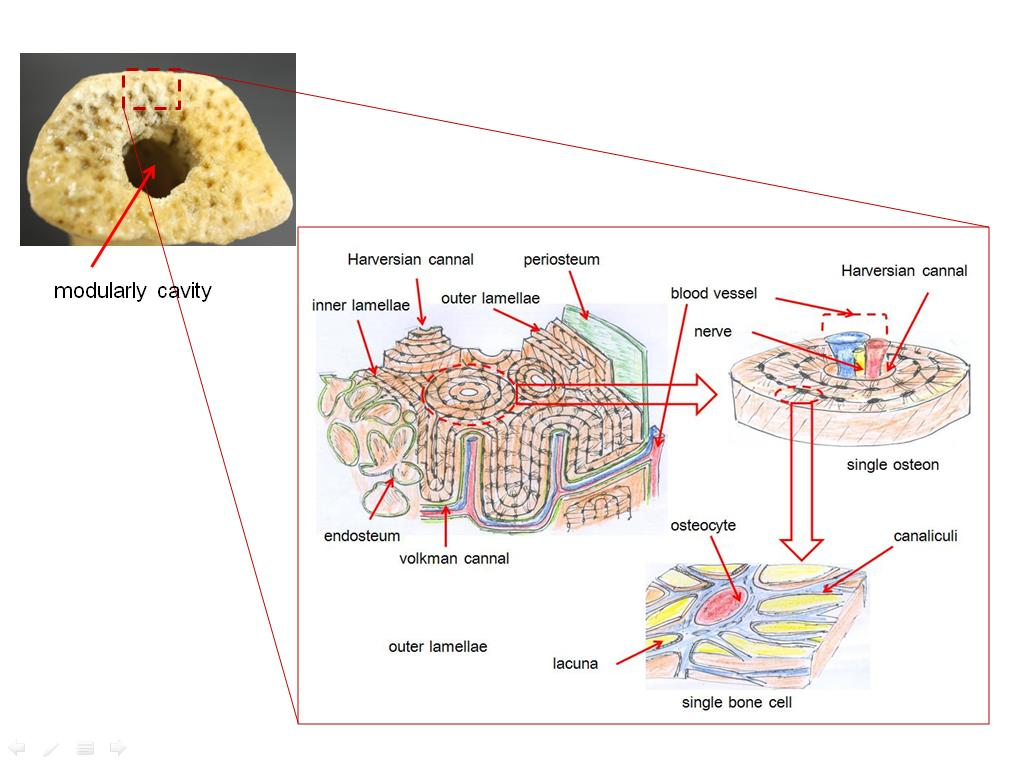 modularly cavity
Harversian cannal
periosteum
inner lamellae
outer lamellae
blood vessel
Harversian cannal
nerve
single osteon
endosteum
volkman cannal
osteocyte
canaliculi
outer lamellae
lacuna
single bone cell